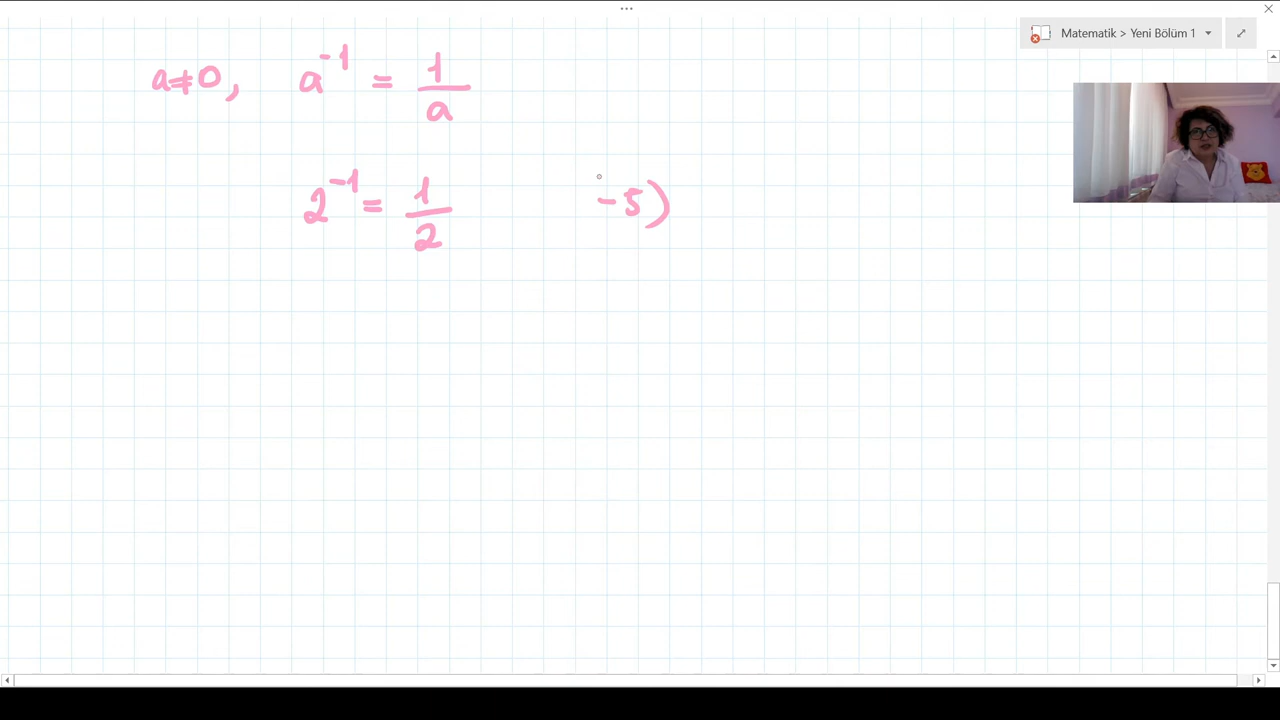 Matematik > Yeni Bölüm 1
a≠0, a⁻¹ = 1/a
2⁻¹ = 1/2 -5)